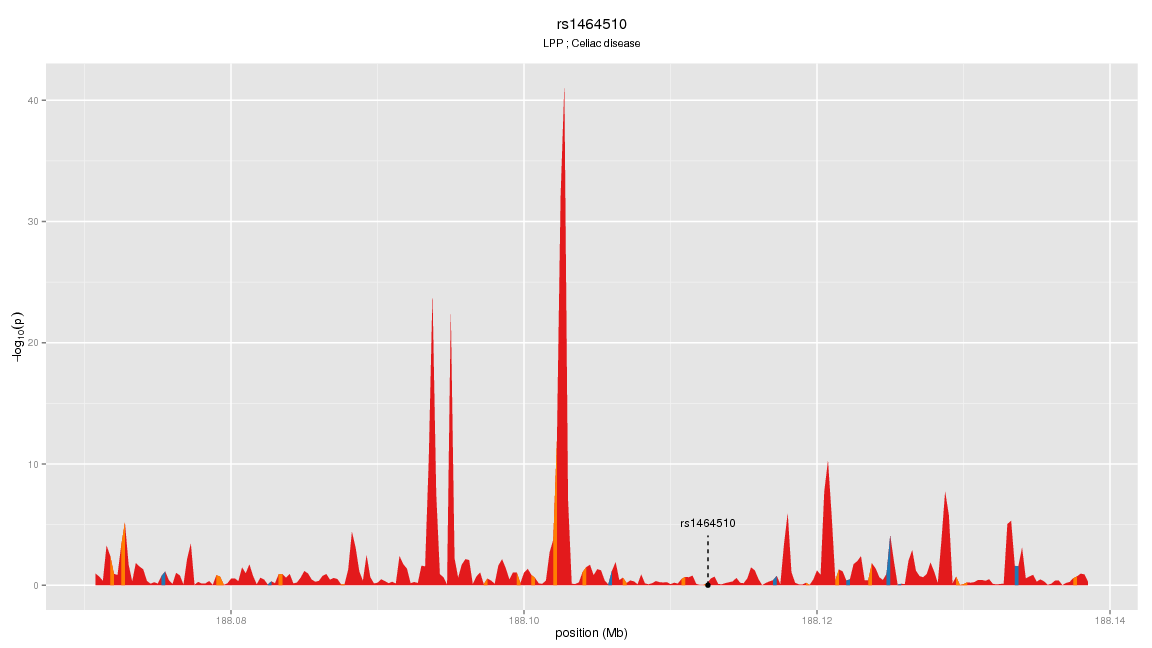 rs1464510
LPP ; Celiac disease
40
30
20
10
0
−log10(p)
rs1464510
188.08
188.10
188.12
188.14
position (Mb)